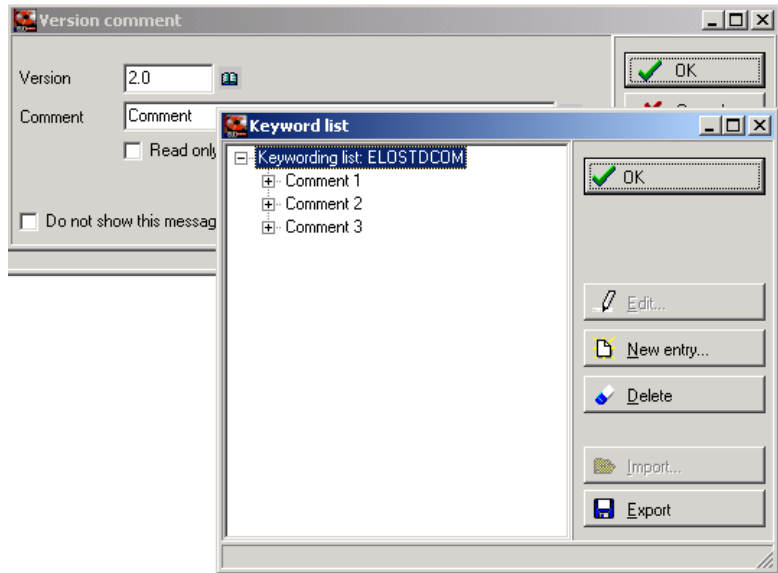 Version comment
Version 2.0
OK
Comment Comment
Read only
Do not show this messag
Keyword list
Keywording list: ELOSTDCOM
Comment 1
Comment 2
Comment 3
OK
Edit...
New entry...
Delete
Import...
Export